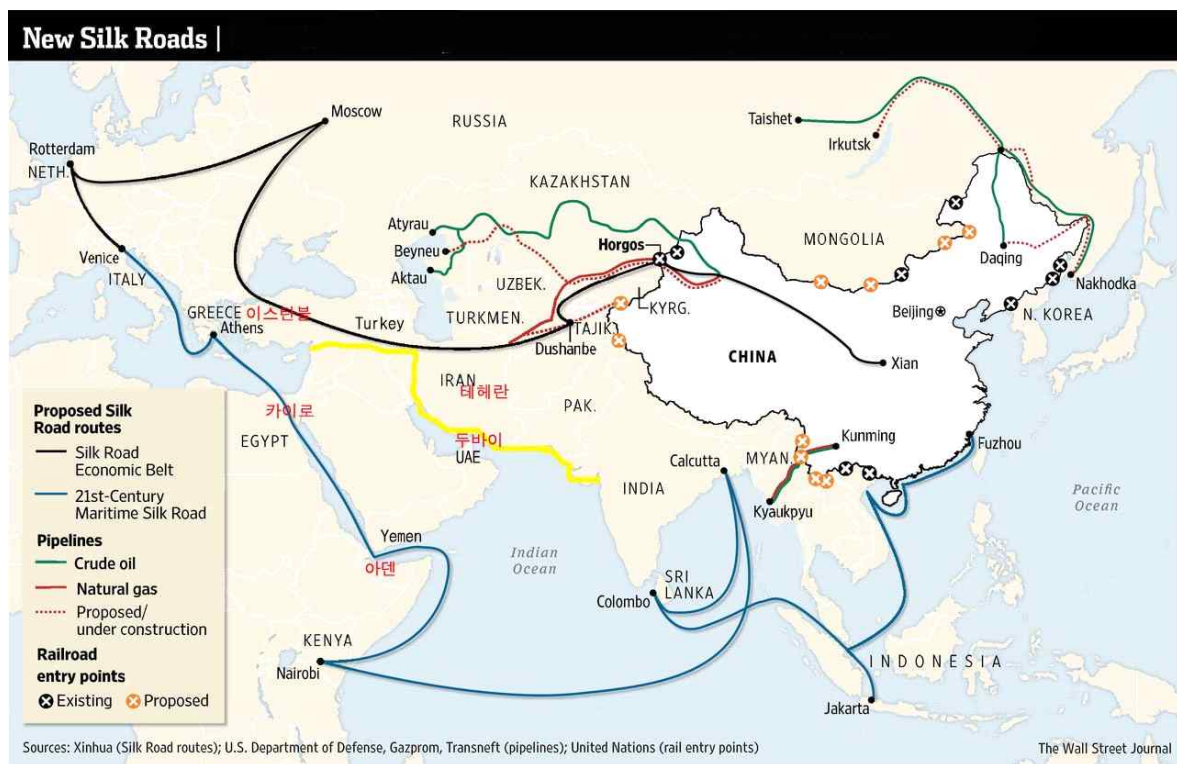 New Silk Roads |
Moscow
RUSSIA
Taishet
Irkutsk
Rotterdam
NETH.
KAZAKHSTAN
Atyrau
Beyneu
Aktau
Horgos
MONGOLIA
Daqing
Nakhodka
Venice
ITALY
UZBEK.
KYRG.
GREECE 이스탄불
Athens
Turkey
TURKMEN.
TAJIK.
Dushanbe
Beijing
N. KOREA
CHINA
Xian
IRAN
테헤란
PAK.
카이로
EGYPT
두바이
UAE
Calcutta
MYAN.
Kunming
Fuzhou
INDIA
Kyaukpyu
Pacific
Ocean
Yemen
아덴
Indian
Ocean
SRI
LANKA
Colombo
KENYA
Nairobi
INDONESIA
Jakarta
Proposed Silk
Road routes
Silk Road
Economic Belt
21st-Century
Maritime Silk Road
Pipelines
Crude oil
Natural gas
Proposed/
under construction
Railroad
entry points
Existing Proposed
Sources: Xinhua (Silk Road routes); U.S. Department of Defense, Gazprom, Transneft (pipelines); United Nations (rail entry points)
The Wall Street Journal